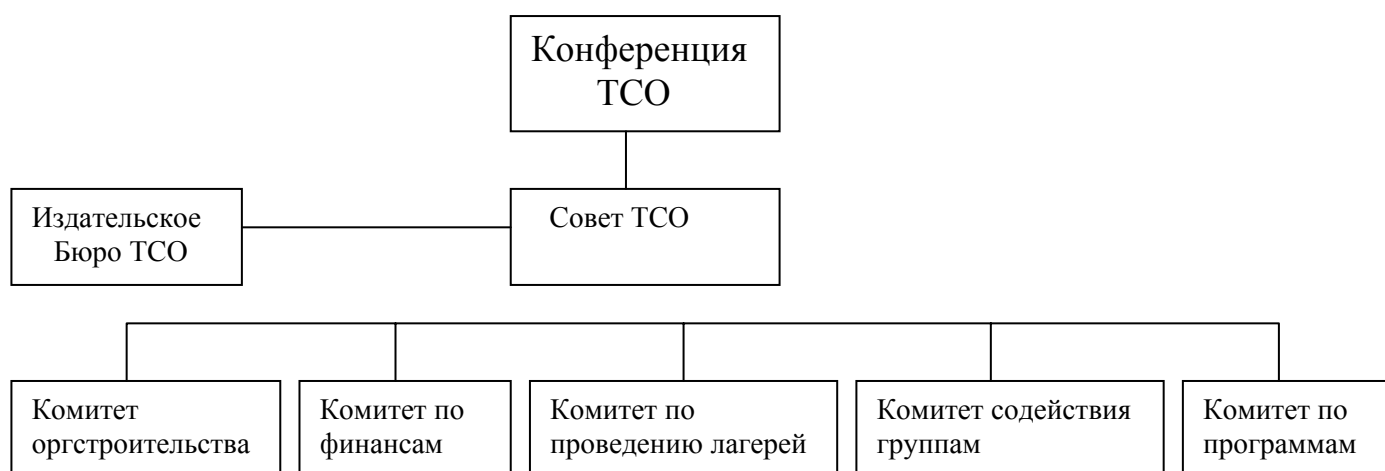 Конференция
ТСО
Издательское
Бюро ТСО
Совет ТСО
Комитет
оргстроительства
Комитет по
финансам
Комитет по
проведению лагерей
Комитет содействия
группам
Комитет по
программам